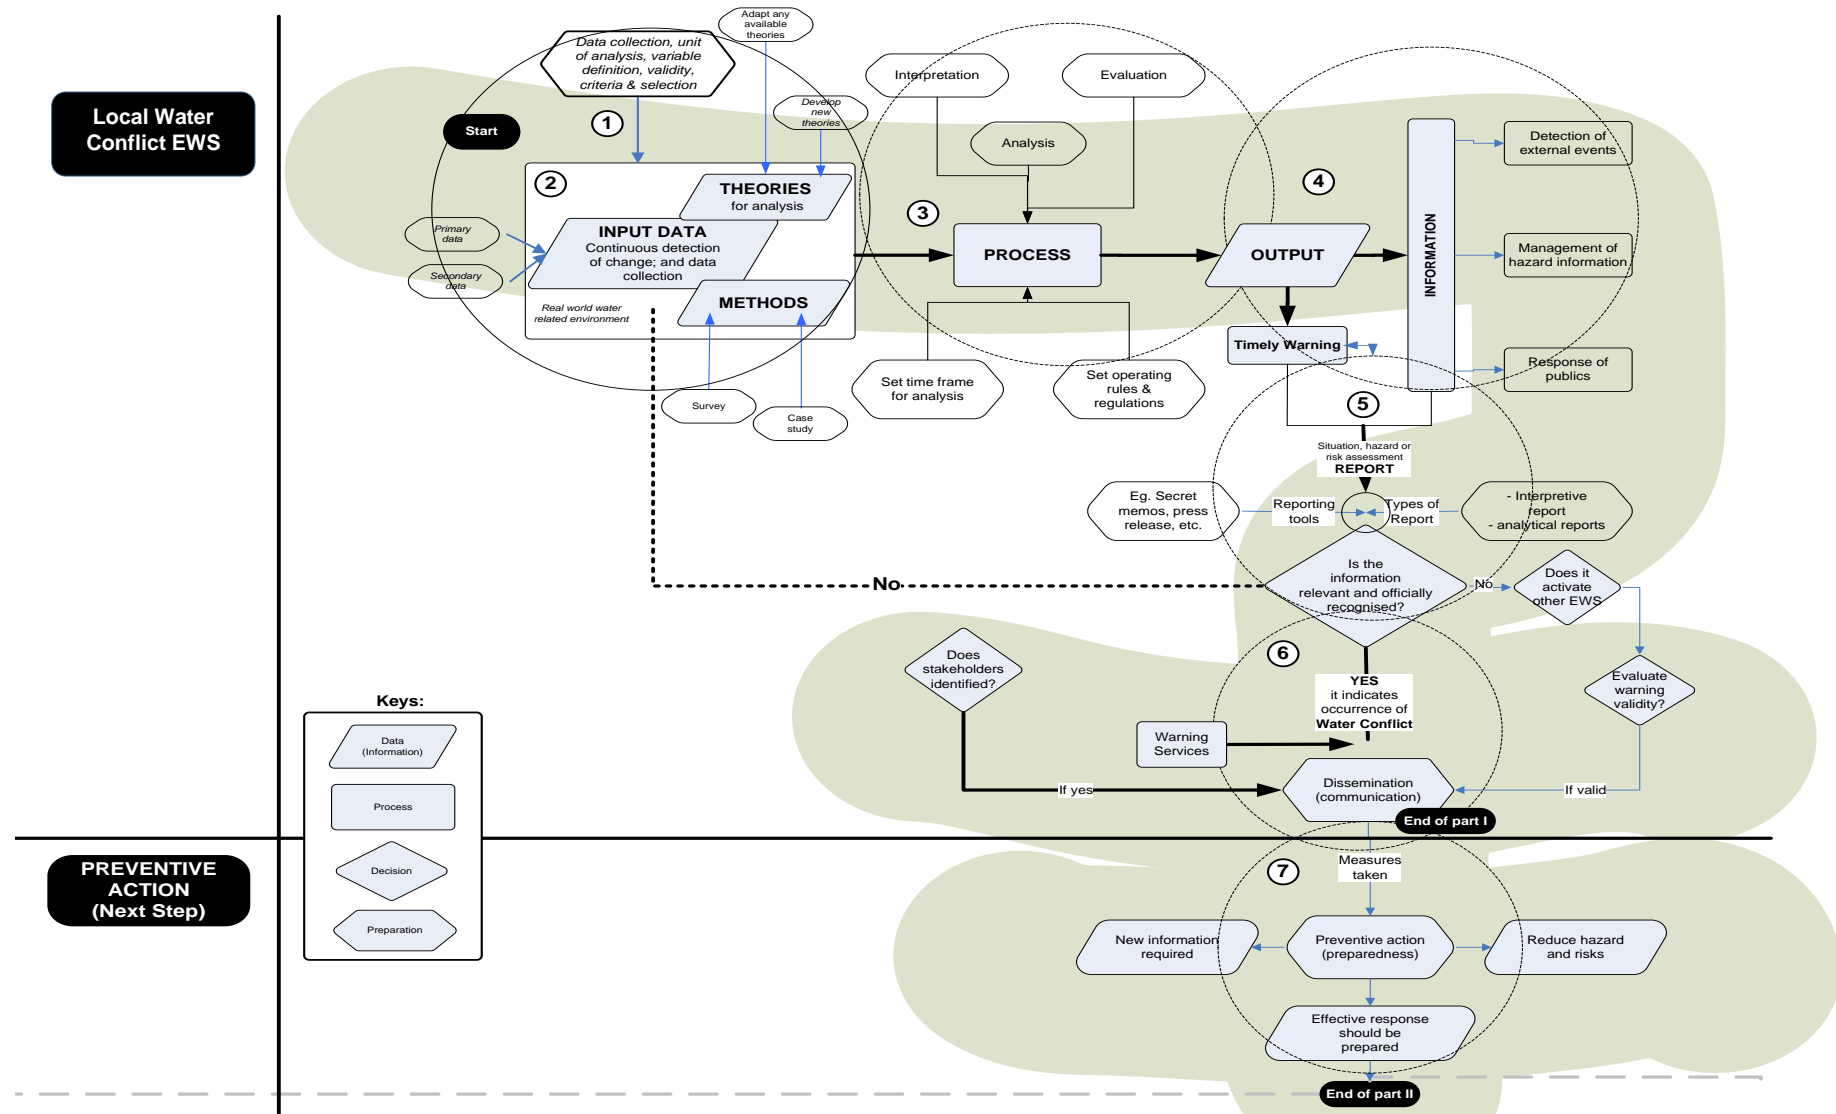 Local Water
Conflict EWS
Start
Data collection, unit
of analysis, variable
definition, validity,
criteria & selection
Adapt any
available
theories
Develop
new
theories
1
2
THEORIES
for analysis
INPUT DATA
Continuous detection
of change; and data
collection
METHODS
Real world water
related environment
Primary
data
Secondary
data
Survey
Case
study
Interpretation
Evaluation
Analysis
3
PROCESS
Set time frame
for analysis
Set operating
rules &
regulations
4
OUTPUT
Timely Warning
INFORMATION
Detection of
external events
Management of
hazard information
Response of
publics
5
Situation, hazard or
risk assessment
REPORT
Eg. Secret
memos, press
release, etc.
Reporting
tools
Types of
Report
- Interpretive
report
- analytical reports
Is the
information
relevant and officially
recognised?
No
No
Does it
activate
other EWS
Evaluate
warning
validity?
If valid
6
YES
it indicates
occurrence of
Water Conflict
Does
stakeholders
identified?
If yes
Warning
Services
Dissemination
(communication)
End of part I
Keys:
Data
(Information)
Process
Decision
Preparation
PREVENTIVE
ACTION
(Next Step)
7
Measures
taken
New information
required
Preventive action
(preparedness)
Reduce hazard
and risks
Effective response
should be
prepared
End of part II